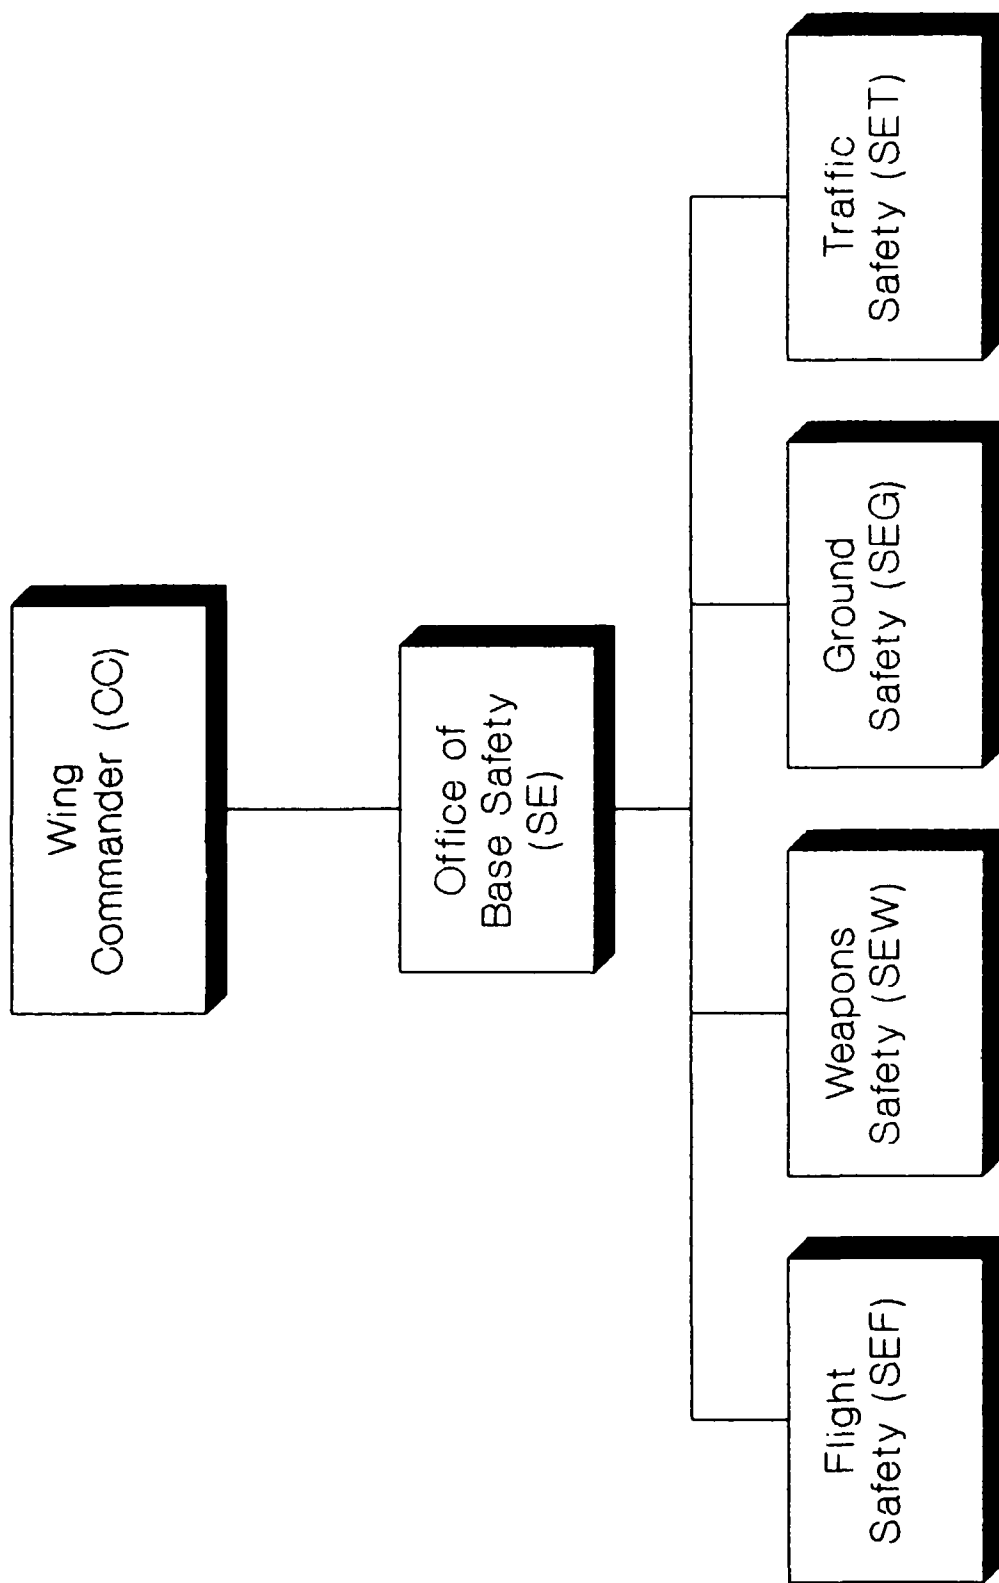 Wing
Commander (CC)
Office of
Base Safety
(SE)
Flight
Safety (SEF)
Weapons
Safety (SEW)
Ground
Safety (SEG)
Traffic
Safety (SET)